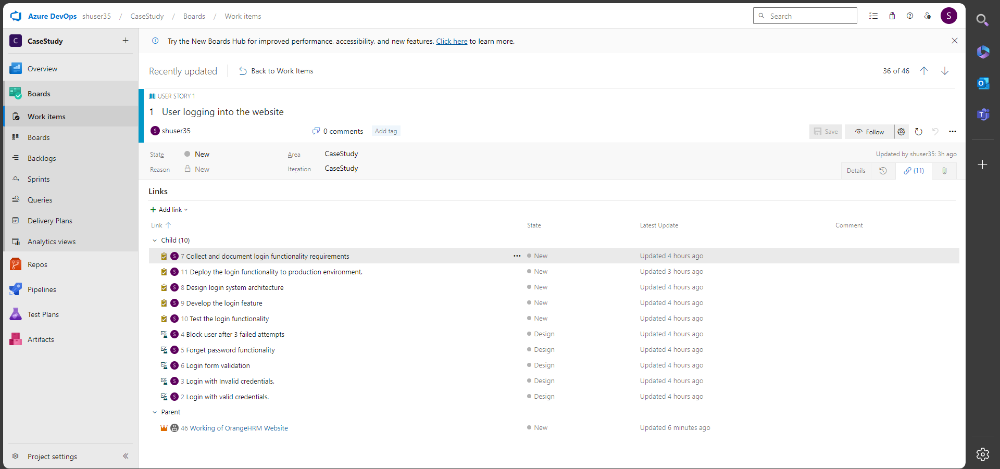 Azure DevOps shuser35 / CaseStudy / Boards / Work items
Search
S
C CaseStudy
Try the New Boards Hub for improved performance, accessibility, and new features. Click here to learn more.
Overview
Boards
Work items
Boards
Backlogs
Sprints
Queries
Delivery Plans
Analytics views
Repos
Pipelines
Test Plans
Artifacts
Project settings
Recently updated Back to Work Items 36 of 46
USER STORY 1
1 User logging into the website
S shuser35 0 comments Add tag Save Follow
State New Area CaseStudy Updated by shuser35: 3h ago
Reason New Iteration CaseStudy
Details (11)
Links
Add link
Link State Latest Update Comment
Child (10)
S 7 Collect and document login functionality requirements New Updated 4 hours ago
S 11 Deploy the login functionality to production environment. New Updated 3 hours ago
S 8 Design login system architecture New Updated 4 hours ago
S 9 Develop the login feature New Updated 4 hours ago
S 10 Test the login functionality New Updated 4 hours ago
S 4 Block user after 3 failed attempts Design Updated 4 hours ago
S 5 Forget password functionality Design Updated 4 hours ago
S 6 Login form validation Design Updated 4 hours ago
S 3 Login with Invalid credentials. Design Updated 4 hours ago
S 2 Login with valid credentials. Design Updated 4 hours ago
Parent
46 Working of OrangeHRM Website New Updated 6 minutes ago